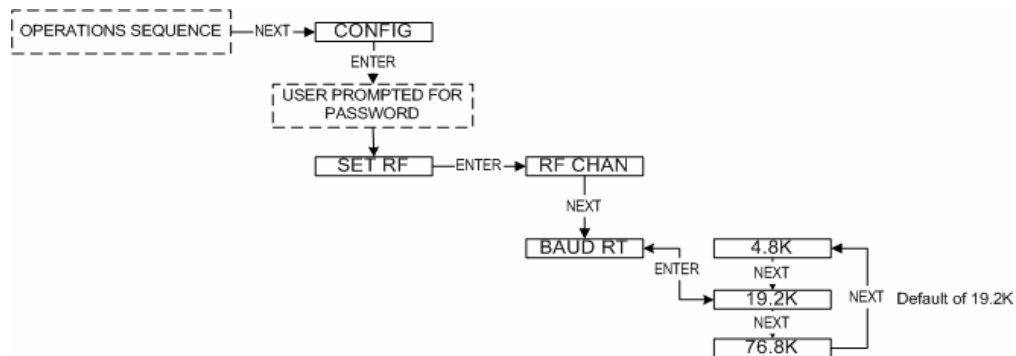 OPERATIONS SEQUENCE
NEXT
CONFIG
ENTER
USER PROMPTED FOR
PASSWORD
SET RF
ENTER
RF CHAN
NEXT
BAUD RT
ENTER
4.8K
NEXT
19.2K
NEXT
Default of 19.2K
NEXT
76.8K